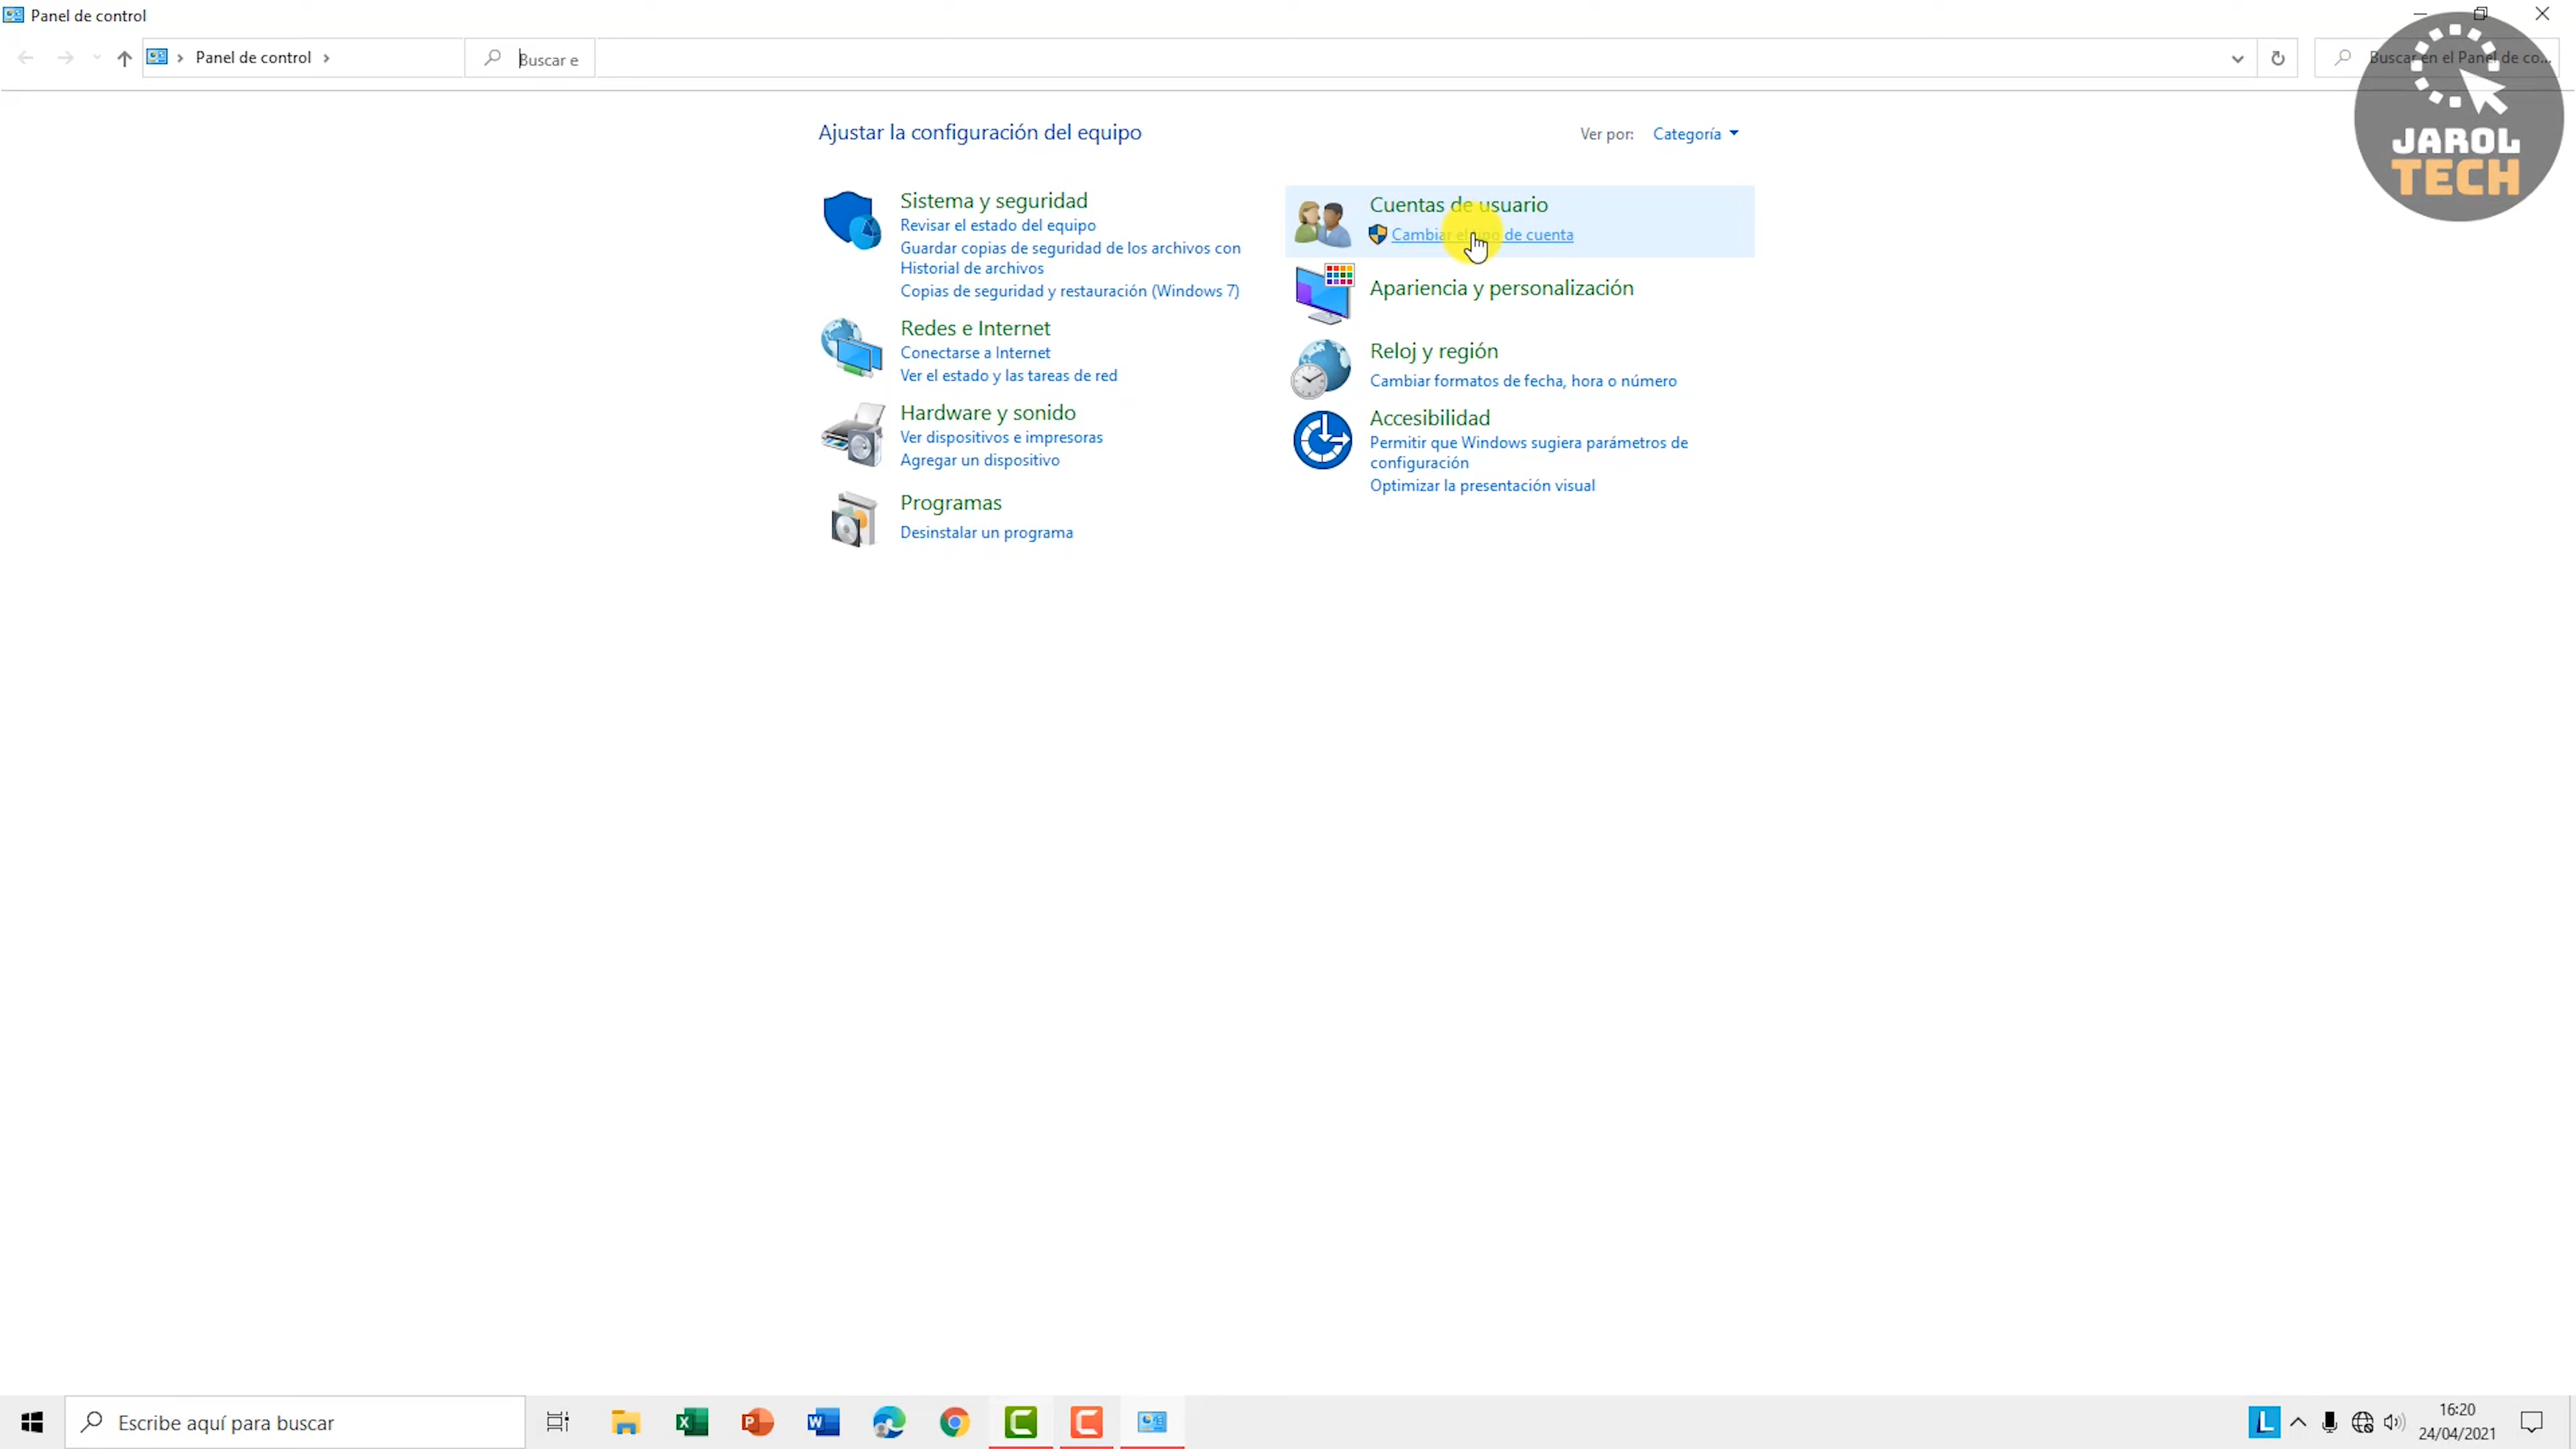 Panel de control
Panel de control
Buscar e
Buscar en el Panel de co...
JAROL
TECH
Ajustar la configuración del equipo
Ver por: Categoría
Sistema y seguridad
Revisar el estado del equipo
Guardar copias de seguridad de los archivos con
Historial de archivos
Copias de seguridad y restauración (Windows 7)
Redes e Internet
Conectarse a Internet
Ver el estado y las tareas de red
Hardware y sonido
Ver dispositivos e impresoras
Agregar un dispositivo
Programas
Desinstalar un programa
Cuentas de usuario
Cambiar el tipo de cuenta
Apariencia y personalización
Reloj y región
Cambiar formatos de fecha, hora o número
Accesibilidad
Permitir que Windows sugiera parámetros de
configuración
Optimizar la presentación visual
Escribe aquí para buscar
L
16:20
24/04/2021